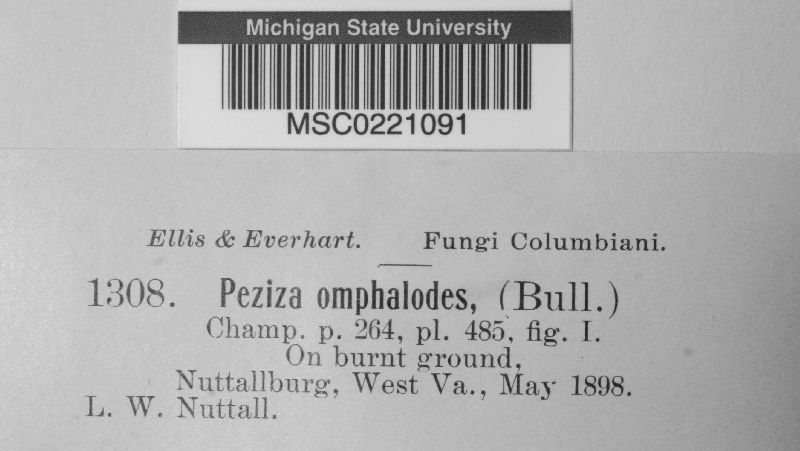 Michigan State University
MSC0221091
Ellis & Everhart. Fungi Columbiani.
1308. Peziza omphalodes, (Bull.)
Champ. p. 264, pl. 485, fig. I.
On burnt ground,
Nuttallburg, West Va., May 1898.
L. W. Nuttall.